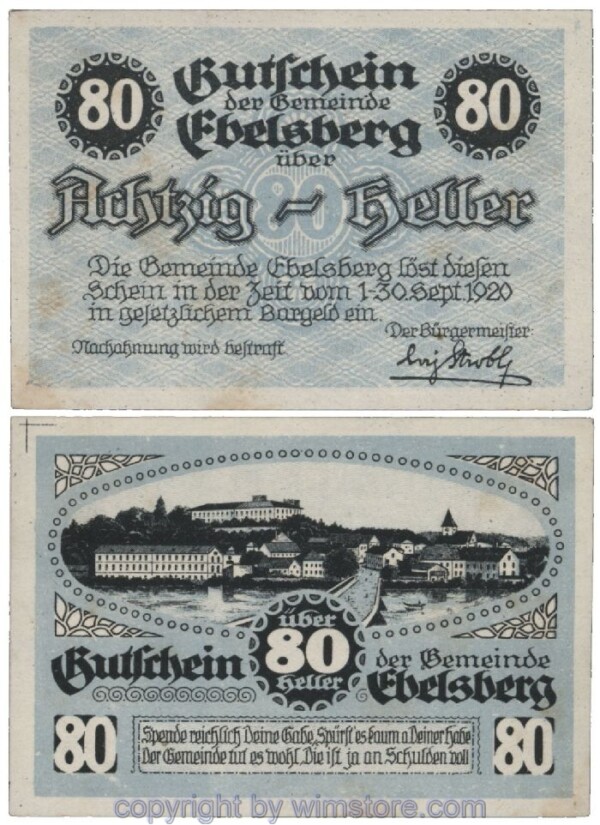 80 Gutschein 80
der Gemeinde
Ebelsberg
über
80
Achtzig – Heller
Die Gemeinde Ebelsberg löst diesen
Schein in der Zeit vom 1-30. Sept. 1920
in gesetzlichem Bargeld ein.
Der Bürgermeister:
Nachahmung wird bestraft.
über
80
Heller
Gutschein der Gemeinde
Ebelsberg
80 80
Spende reichlich Deine Gabe, Spürst es kaum a. Deiner Habe
Der Gemeinde tut es wohl, Die ist ja an Schulden voll
copyright by wimstore.com